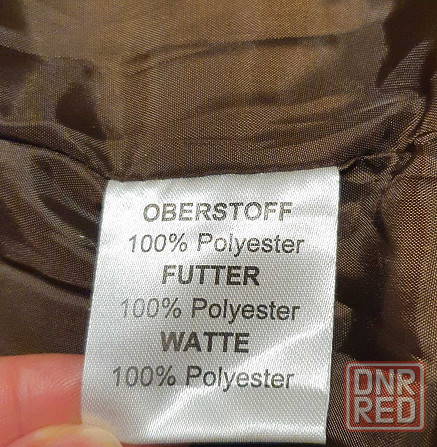 OBERSTOFF
100% Polyester
FUTTER
100% Polyester
WATTE
100% Polyester
DNR
RED